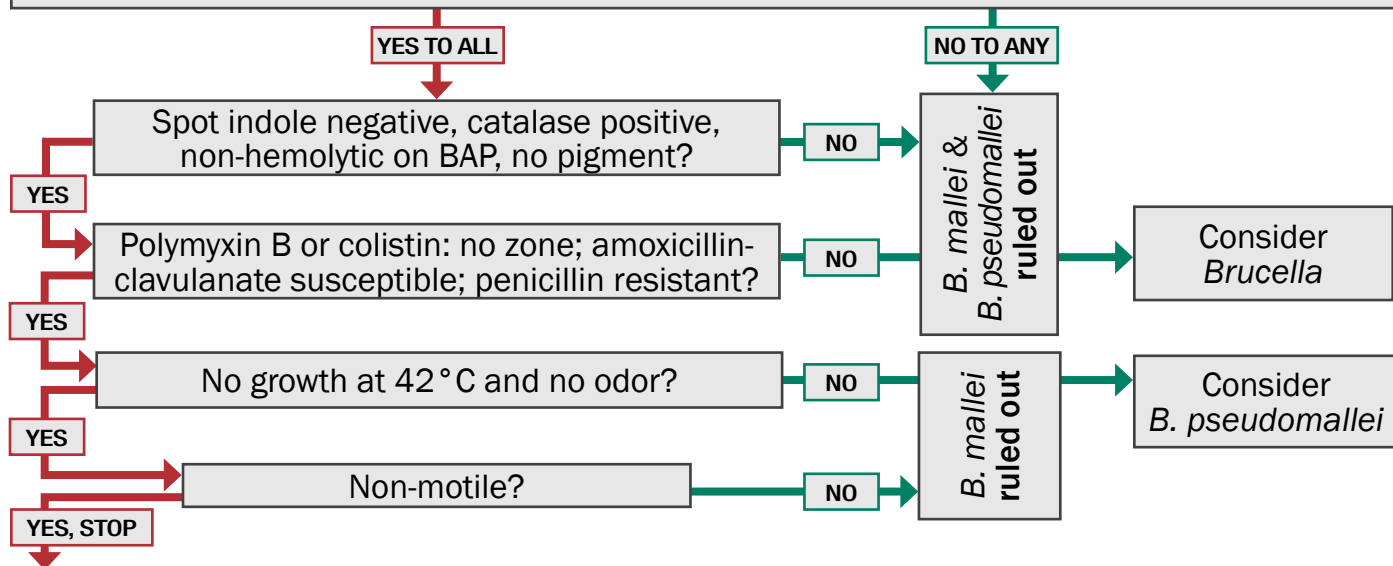 YES TO ALL
NO TO ANY
Spot indole negative, catalase positive,
non-hemolytic on BAP, no pigment?
NO
B. mallei &
B. pseudomallei
ruled out
YES
Polymyxin B or colistin: no zone; amoxicillin-
clavulanate susceptible; penicillin resistant?
NO
Consider
Brucella
YES
No growth at 42 °C and no odor?
NO
B. mallei
ruled out
Consider
B. pseudomallei
YES
Non-motile?
NO
YES, STOP